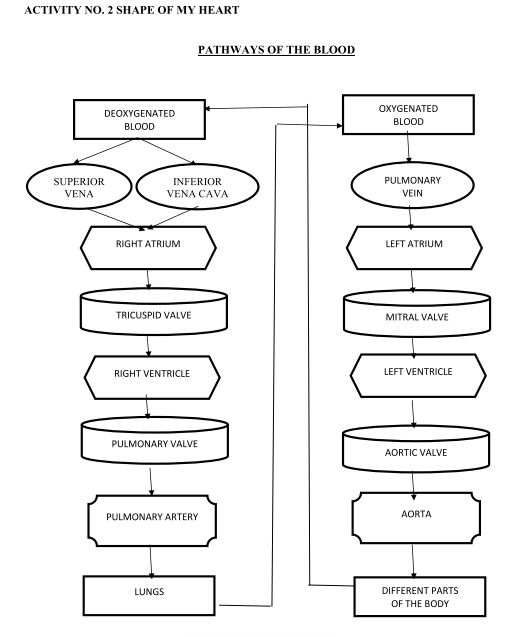 ACTIVITY NO. 2 SHAPE OF MY HEART
PATHWAYS OF THE BLOOD
DEOXYGENATED
BLOOD
SUPERIOR
VENA
INFERIOR
VENA CAVA
RIGHT ATRIUM
TRICUSPID VALVE
RIGHT VENTRICLE
PULMONARY VALVE
PULMONARY ARTERY
LUNGS
OXYGENATED
BLOOD
PULMONARY
VEIN
LEFT ATRIUM
MITRAL VALVE
LEFT VENTRICLE
AORTIC VALVE
AORTA
DIFFERENT PARTS
OF THE BODY